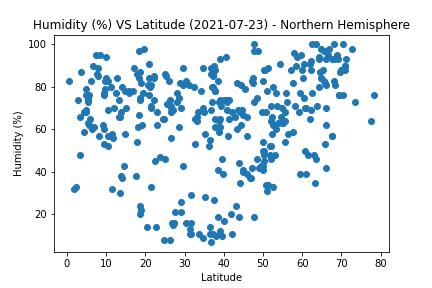 Humidity (%) VS Latitude (2021-07-23) - Northern Hemisphere
100
80
60
40
20
Humidity (%)
0 10 20 30 40 50 60 70 80
Latitude